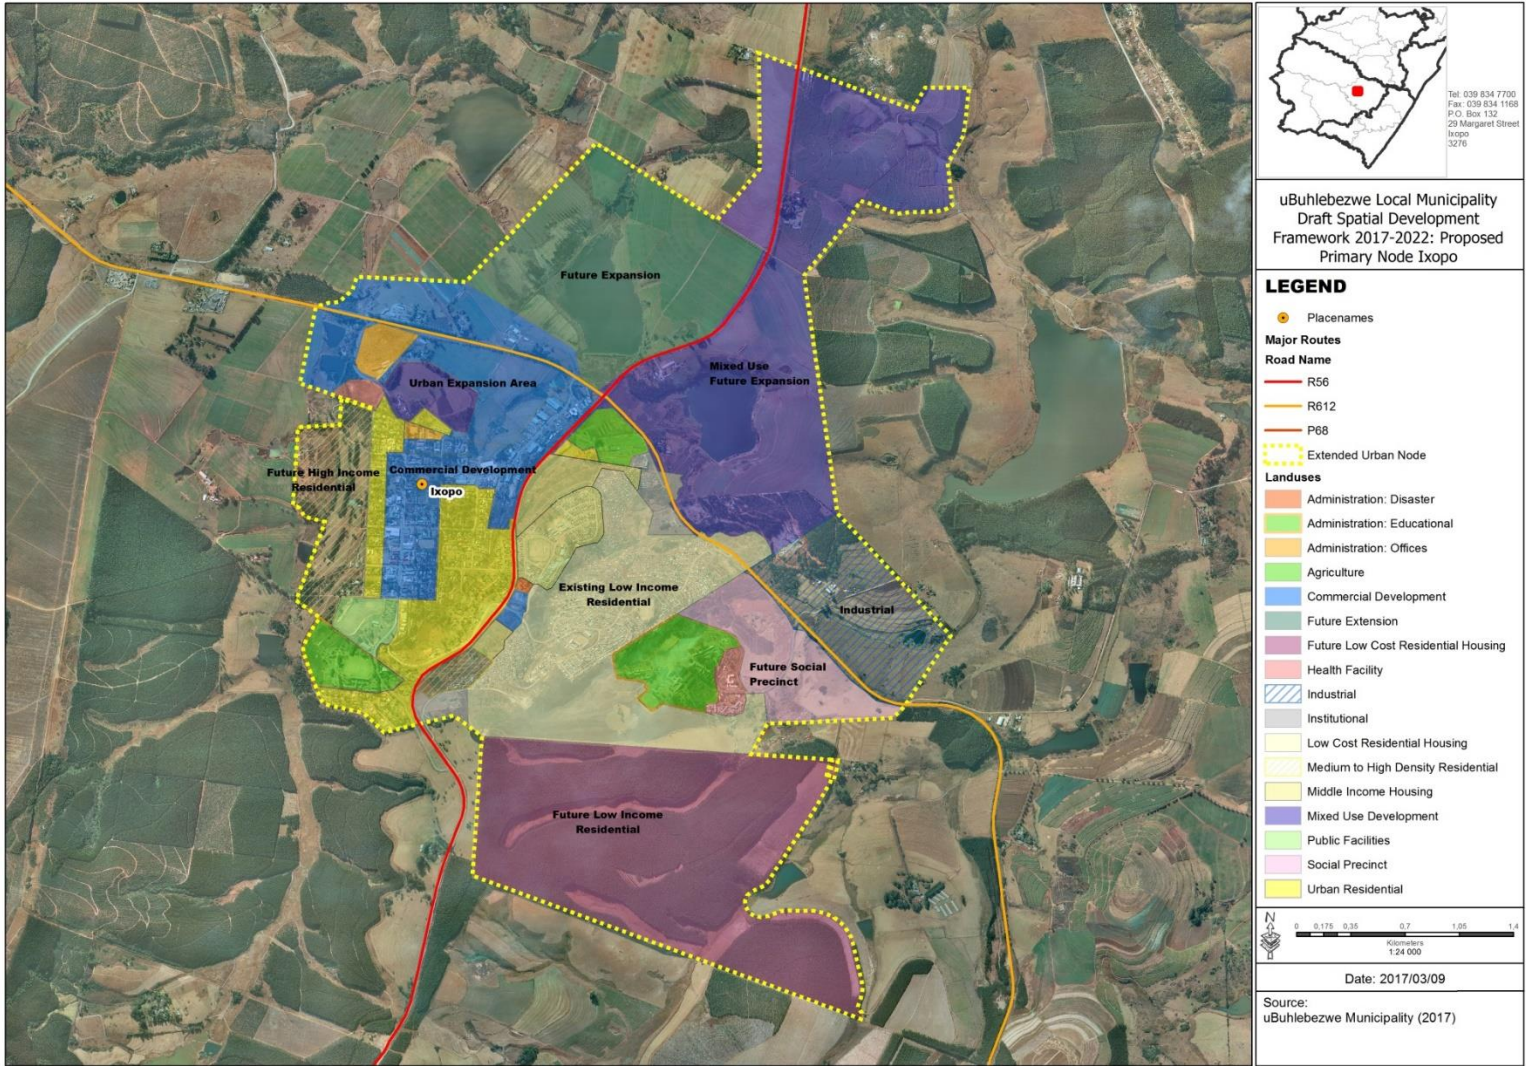 Future Expansion
Mixed Use
Future Expansion
Urban Expansion Area
Future High Income
Residential
Commercial Development
Ixopo
Existing Low Income
Residential
Industrial
Future Social
Precinct
Future Low Income
Residential
Tel: 039 834 7700
Fax: 039 834 1168
P.O. Box 132
29 Margaret Street
Ixopo
3276
uBuhlebezwe Local Municipality
Draft Spatial Development
Framework 2017-2022: Proposed
Primary Node Ixopo
LEGEND
Placenames
Major Routes
Road Name
R56
R612
P68
Extended Urban Node
Landuses
Administration: Disaster
Administration: Educational
Administration: Offices
Agriculture
Commercial Development
Future Extension
Future Low Cost Residential Housing
Health Facility
Industrial
Institutional
Low Cost Residential Housing
Medium to High Density Residential
Middle Income Housing
Mixed Use Development
Public Facilities
Social Precinct
Urban Residential
N
0 0,175 0,35 0,7 1,05 1,4
Kilometers
1:24 000
Date: 2017/03/09
Source:
uBuhlebezwe Municipality (2017)